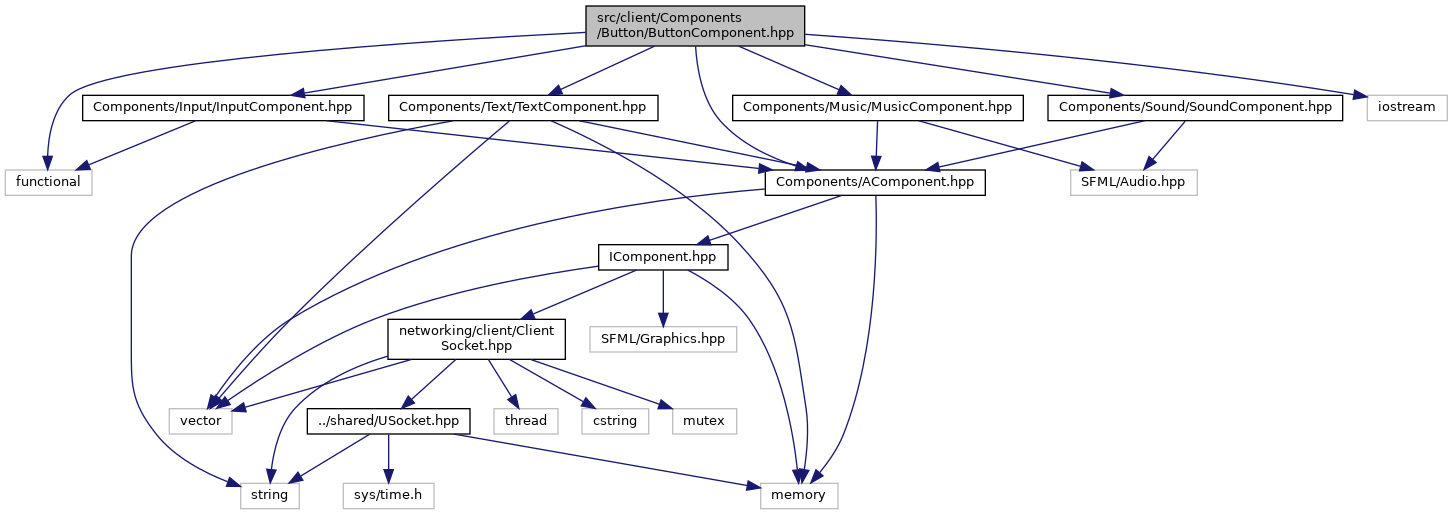 src/client/Components
/Button/ButtonComponent.hpp
Components/Input/InputComponent.hpp
Components/Text/TextComponent.hpp
Components/Music/MusicComponent.hpp
Components/Sound/SoundComponent.hpp
iostream
functional
Components/AComponent.hpp
SFML/Audio.hpp
IComponent.hpp
networking/client/Client
Socket.hpp
SFML/Graphics.hpp
vector
../shared/USocket.hpp
thread
cstring
mutex
string
sys/time.h
memory